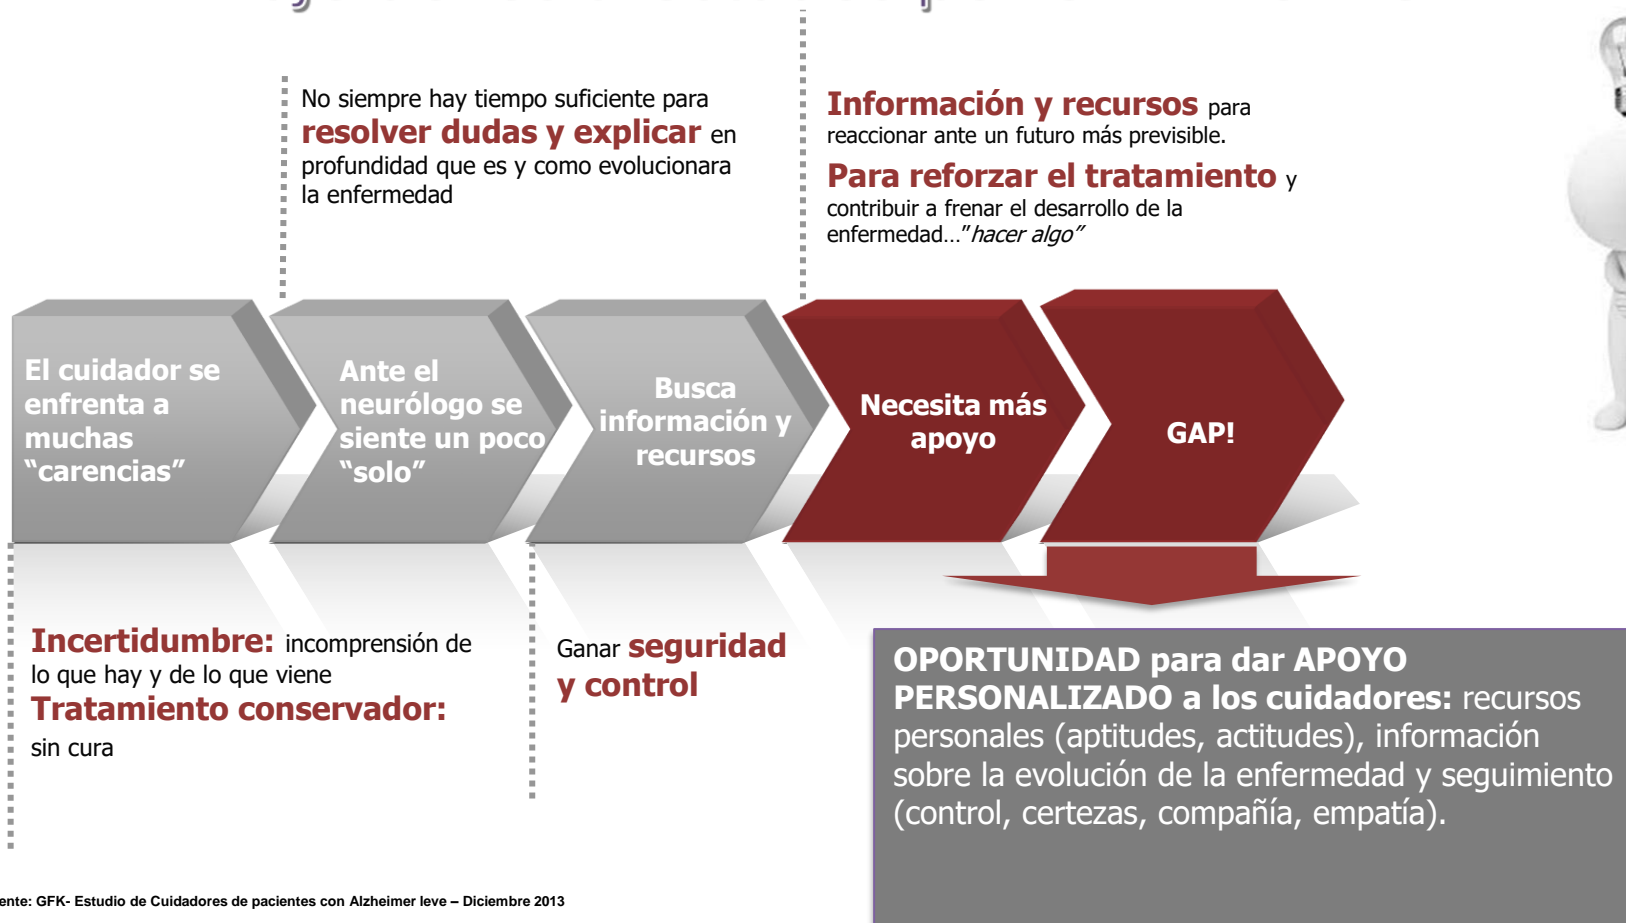 No siempre hay tiempo suficiente para
resolver dudas y explicar en
profundidad que es y como evolucionara
la enfermedad
Información y recursos para
reaccionar ante un futuro más previsible.
Para reforzar el tratamiento y
contribuir a frenar el desarrollo de la
enfermedad…”hacer algo”
El cuidador se
enfrenta a
muchas
“carencias”
Ante el
neurólogo se
siente un poco
“solo”
Busca
información y
recursos
Necesita más
apoyo
GAP!
Incertidumbre: incomprensión de
lo que hay y de lo que viene
Tratamiento conservador:
sin cura
Ganar seguridad
y control
OPORTUNIDAD para dar APOYO
PERSONALIZADO a los cuidadores: recursos
personales (aptitudes, actitudes), información
sobre la evolución de la enfermedad y seguimiento
(control, certezas, compañía, empatía).
ente: GFK- Estudio de Cuidadores de pacientes con Alzheimer leve – Diciembre 2013